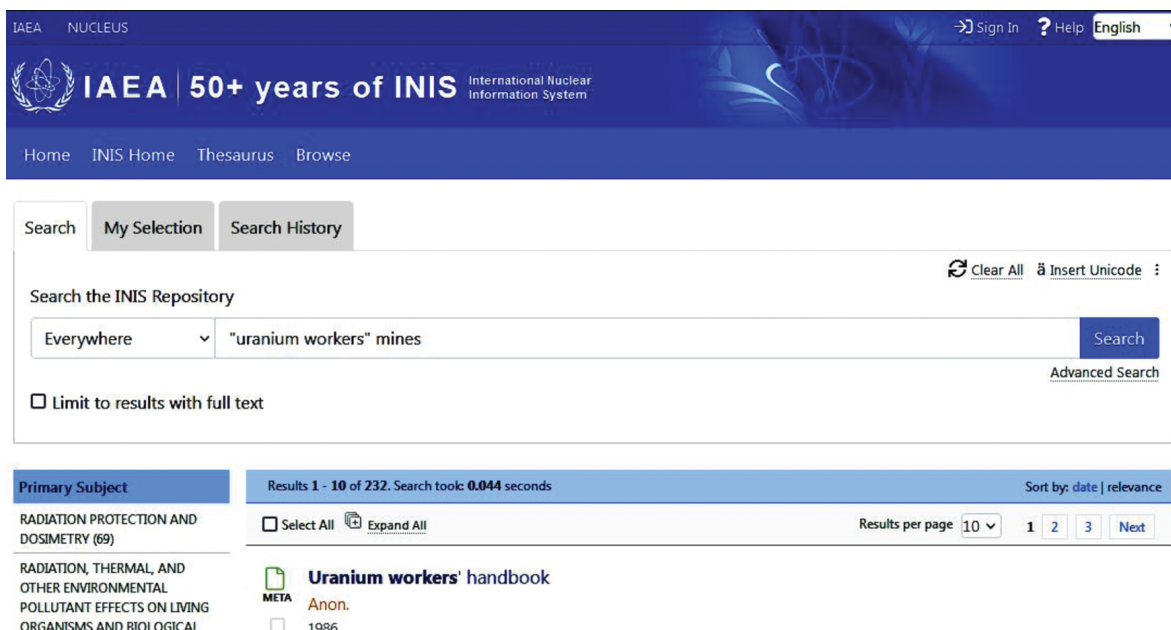 IAEA NUCLEUS
Sign In ? Help English
IAEA | 50+ years of INIS International Nuclear
Information System
Home INIS Home Thesaurus Browse
Search My Selection Search History
Clear All ä Insert Unicode
Search the INIS Repository
Everywhere "uranium workers" mines Search
Advanced Search
Limit to results with full text
Primary Subject
RADIATION PROTECTION AND
DOSIMETRY (69)
RADIATION, THERMAL, AND
OTHER ENVIRONMENTAL
POLLUTANT EFFECTS ON LIVING
ORGANISMS AND BIOLOGICAL
Results 1 - 10 of 232. Search took: 0.044 seconds Sort by: date | relevance
Select All Expand All Results per page 10 1 2 3 Next
META Uranium workers' handbook
Anon.
1986